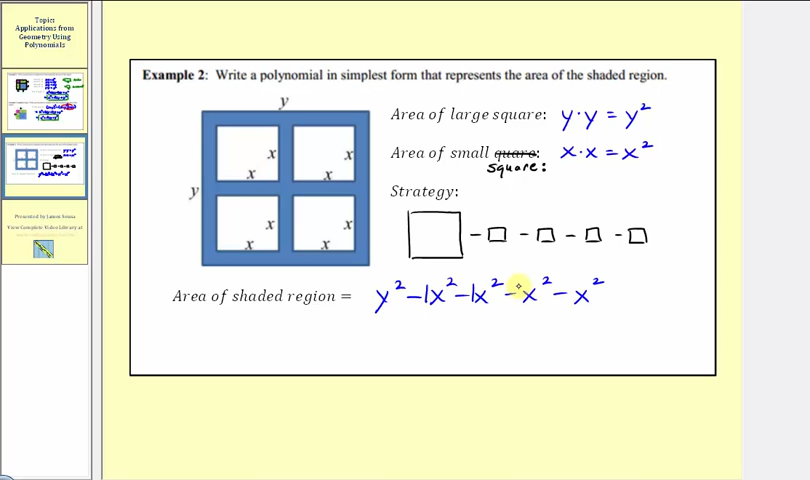 Topic:
Applications from
Geometry Using
Polynomials
Presented by James Sousa
View Complete Video Library at
Example 2: Write a polynomial in simplest form that represents the area of the shaded region.
y
y
x
x
x
x
x
x
x
x
Area of large square: y·y = y²
Area of small quare: x·x = x²
square:
Strategy:
- - - -
Area of shaded region = y² - 1x² - 1x² - x² - x²